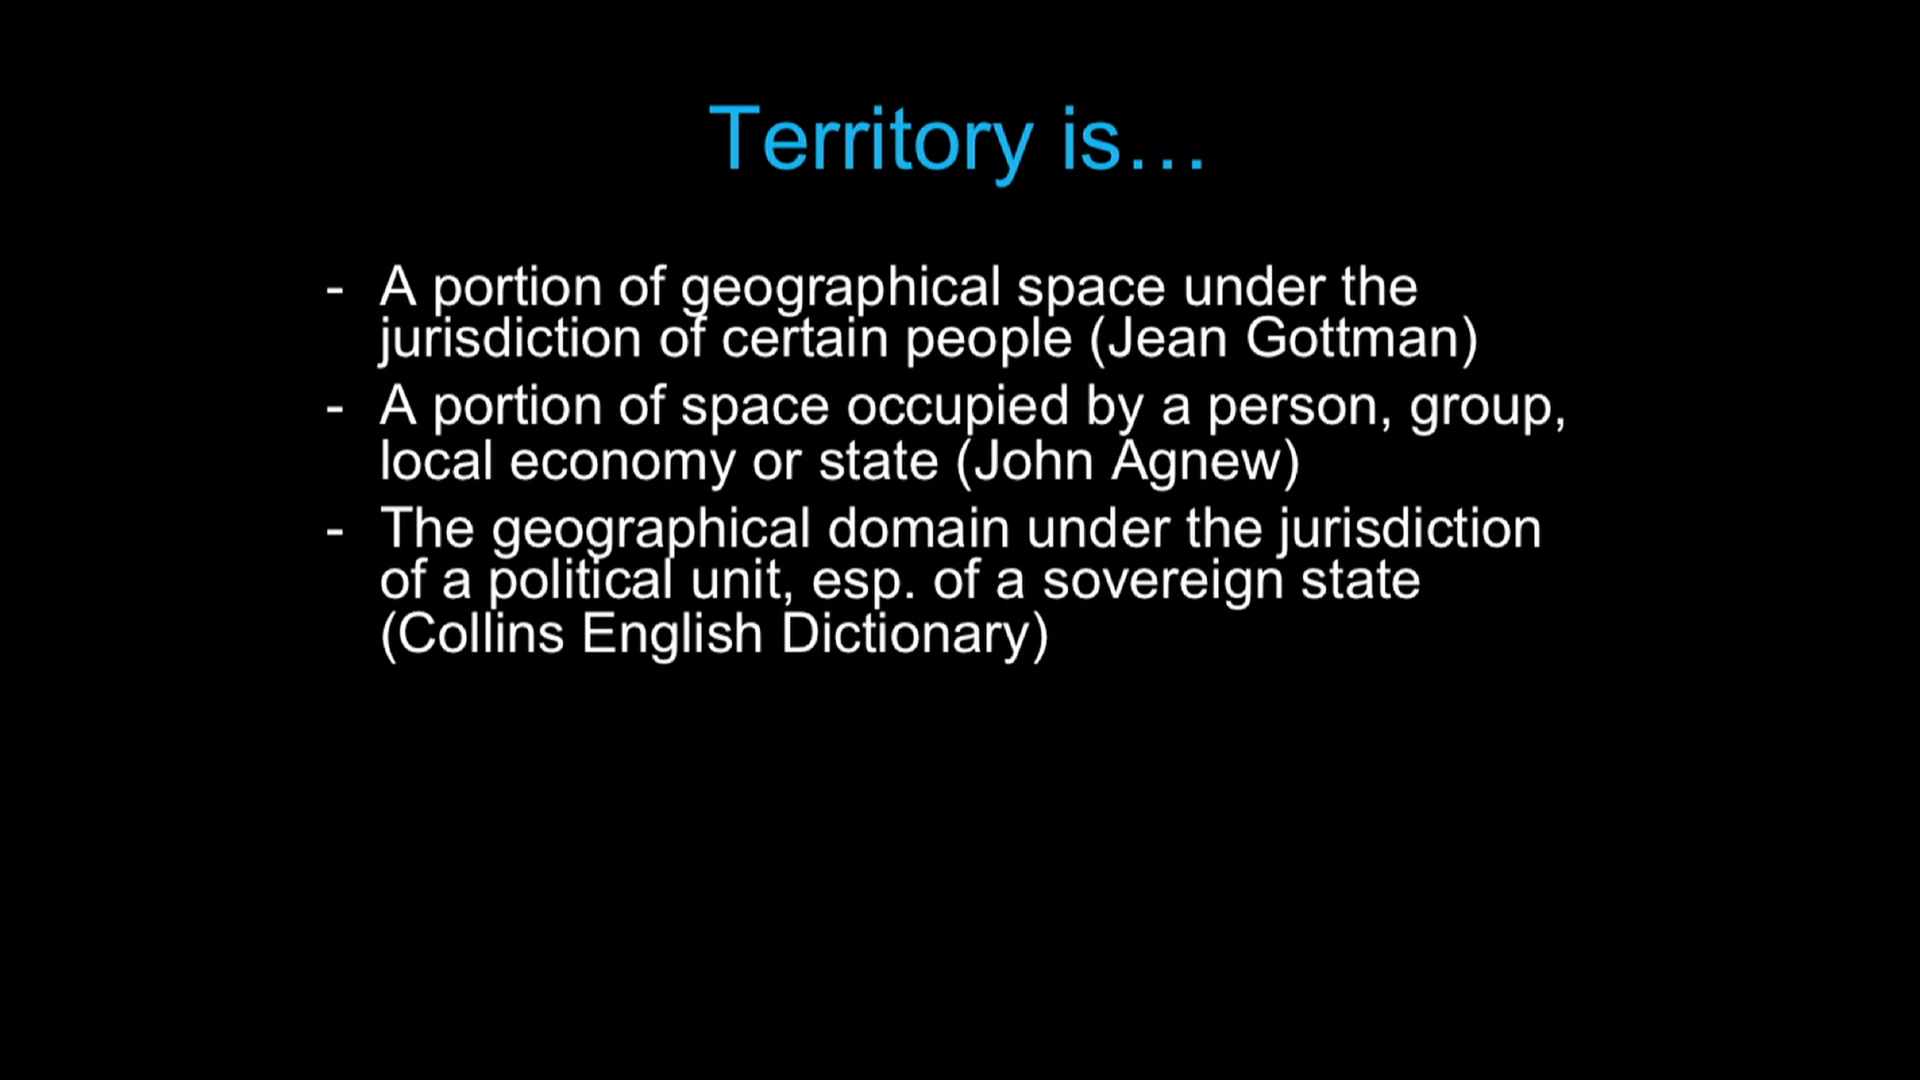 Territory is…
- A portion of geographical space under the
jurisdiction of certain people (Jean Gottman)
- A portion of space occupied by a person, group,
local economy or state (John Agnew)
- The geographical domain under the jurisdiction
of a political unit, esp. of a sovereign state
(Collins English Dictionary)